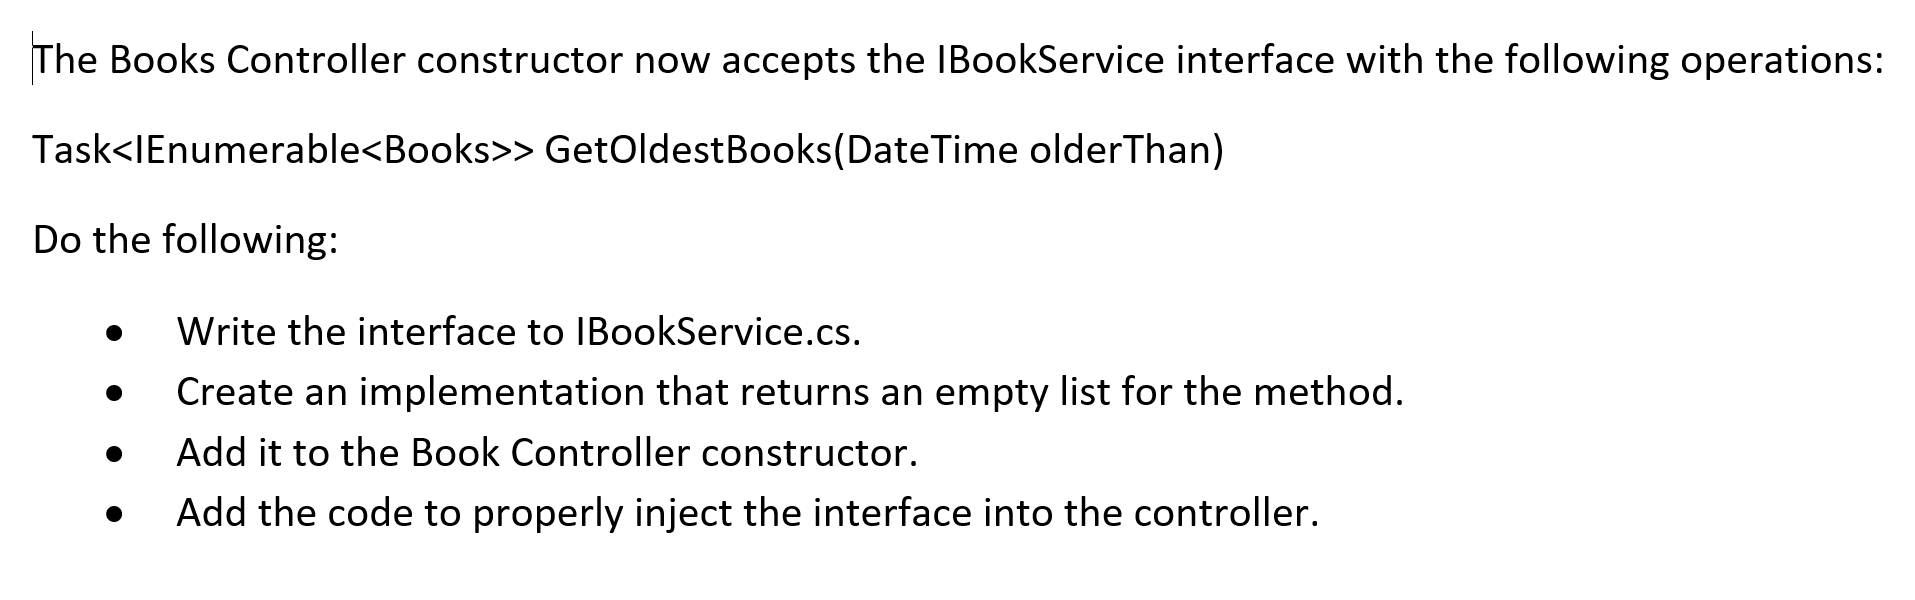 The Books Controller constructor now accepts the IBookService interface with the following operations:
Task<IEnumerable<Books>> GetOldestBooks(DateTime olderThan)
Do the following:
• Write the interface to IBookService.cs.
• Create an implementation that returns an empty list for the method.
• Add it to the Book Controller constructor.
• Add the code to properly inject the interface into the controller.